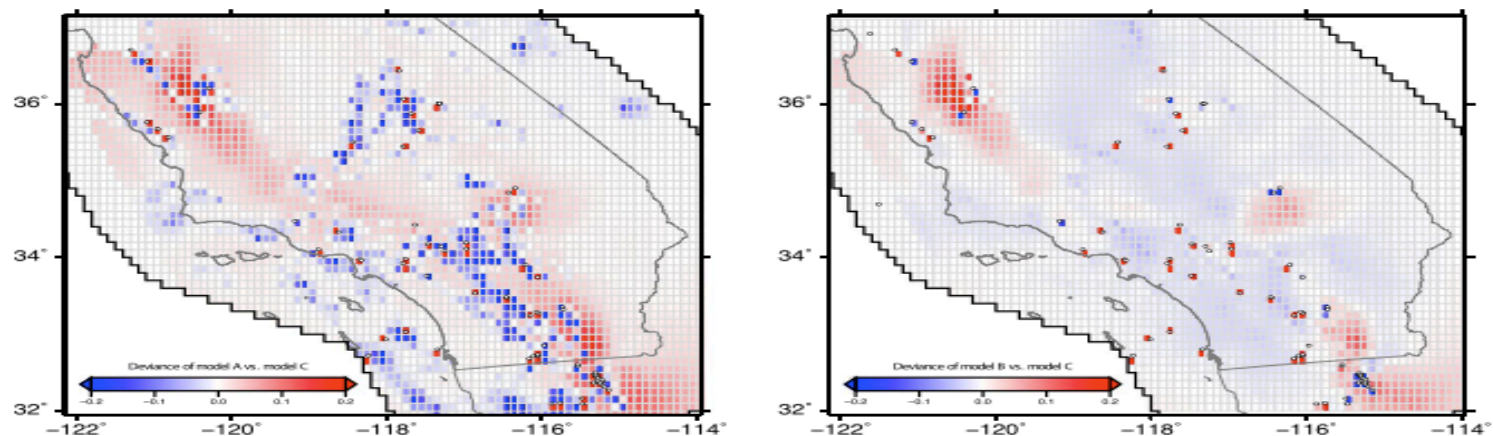 36° 36°
34° 34°
Deviance of model A vs. model C Deviance of model B vs. model C
−0.2 −0.1 0.0 0.1 0.2 −0.2 −0.1 0.0 0.1 0.2
32° 32°
−122° −120° −118° −116° −114° −122° −120° −118° −116° −114°